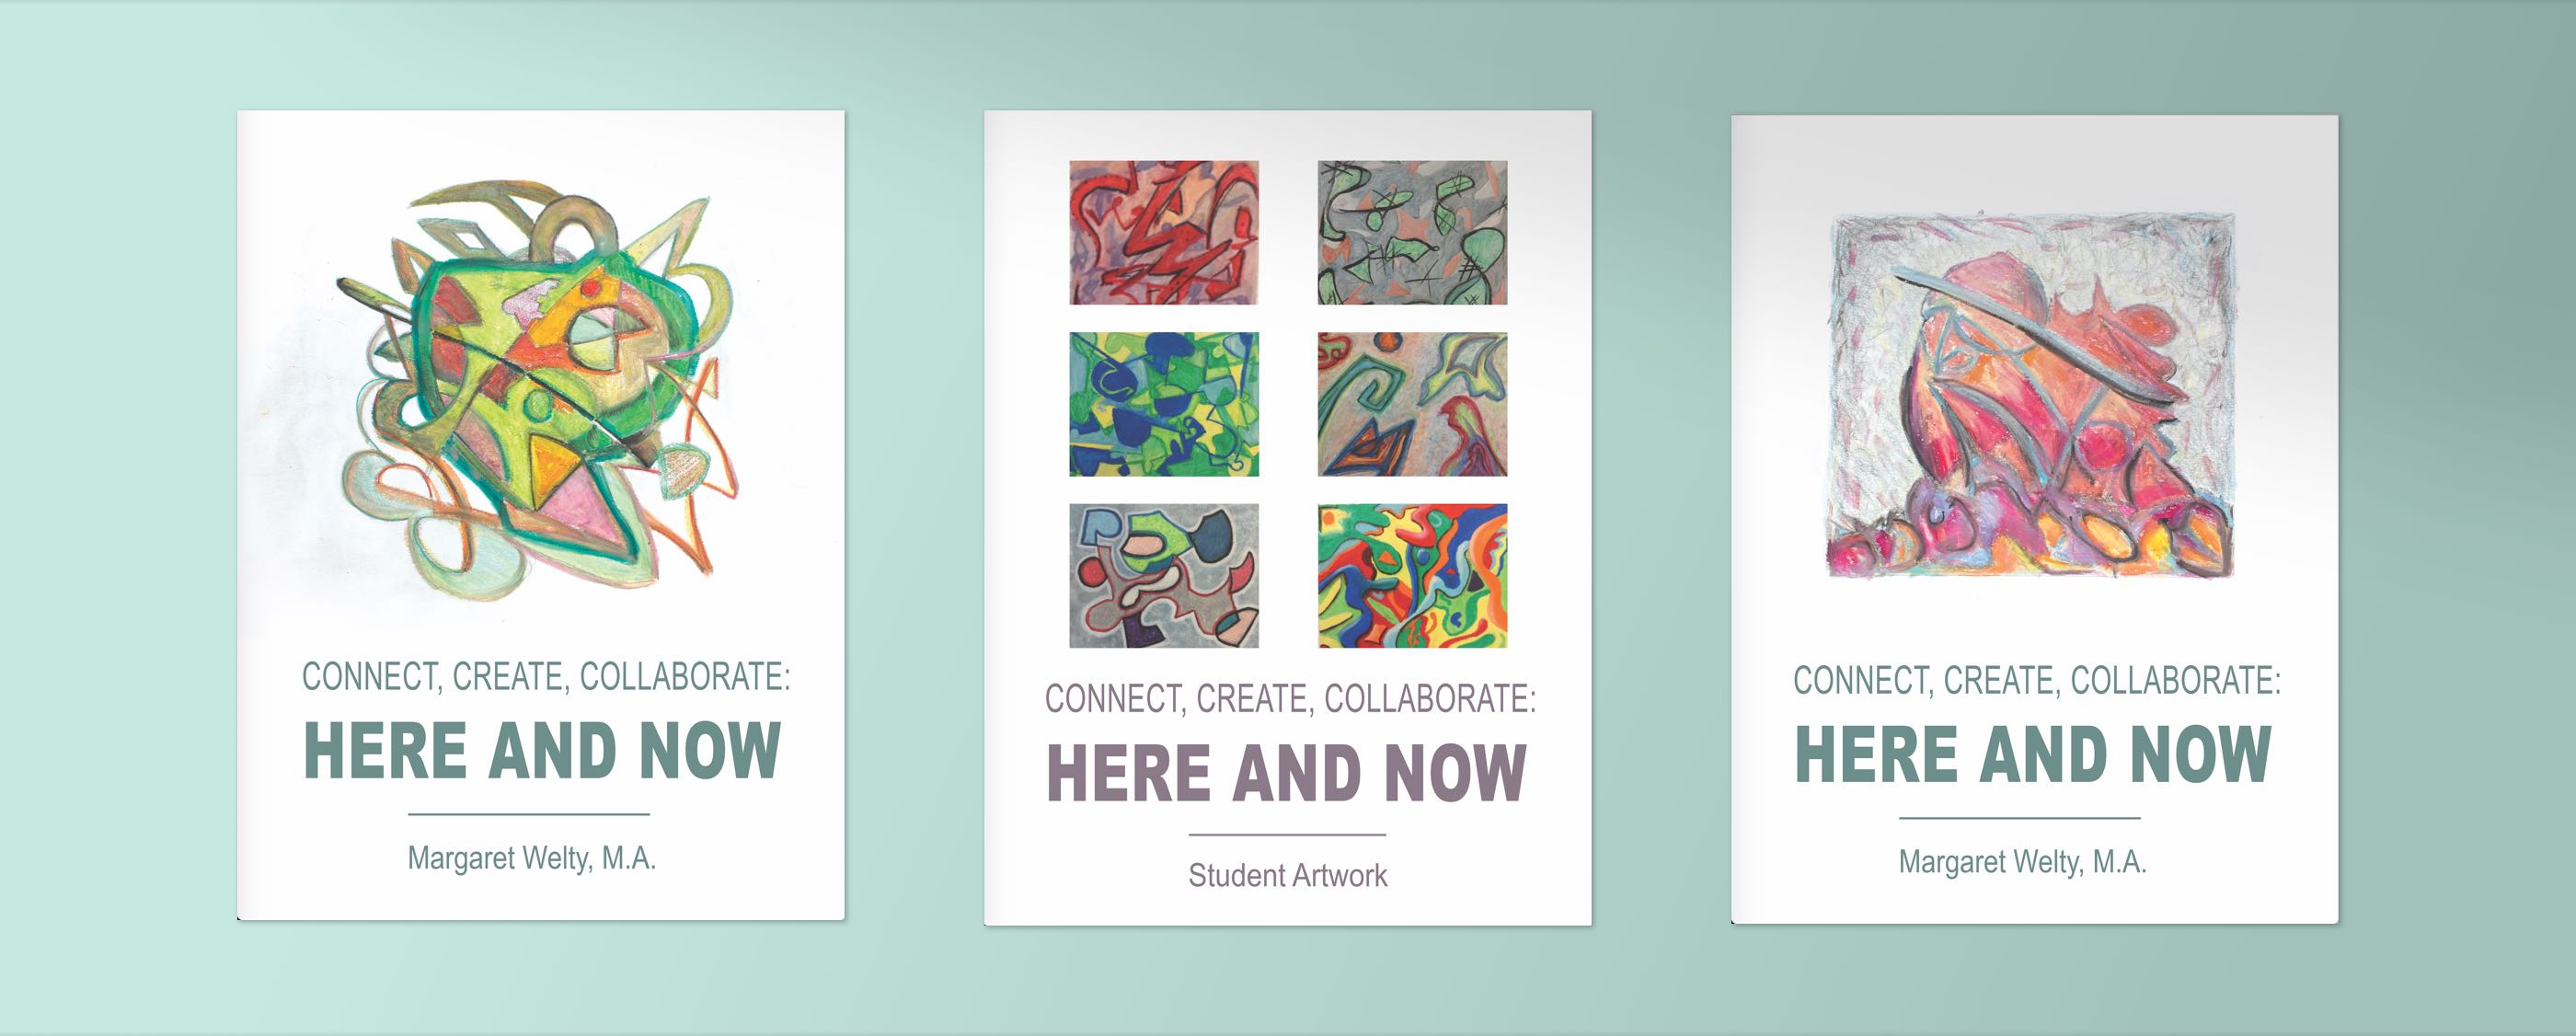 CONNECT, CREATE, COLLABORATE:
HERE AND NOW
Margaret Welty, M.A.
CONNECT, CREATE, COLLABORATE:
HERE AND NOW
Student Artwork
CONNECT, CREATE, COLLABORATE:
HERE AND NOW
Margaret Welty, M.A.